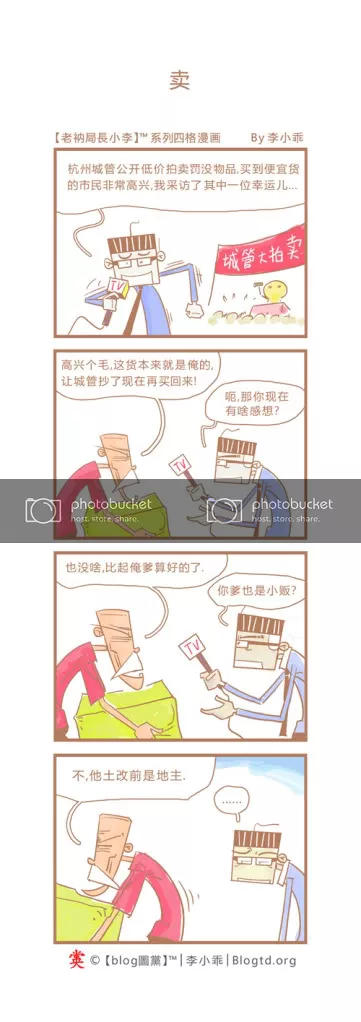 卖
【老衲局長小李】™系列四格漫画 By 李小乖
杭州城管公开低价拍卖罚没物品,买到便宜货
的市民非常高兴,我采访了其中一位幸运儿...
TV
城管大拍卖
高兴个毛,这货本来就是俺的,
让城管抄了现在再买回来!
呃,那你现在
有啥感想?
TV
photobucket
host. store. share.
photobucket
host. store. share.
也没啥,比起俺爹算好的了.
你爹也是小贩?
TV
不,他土改前是地主.
......
©【blog圖黨】™|李小乖|Blogtd.org